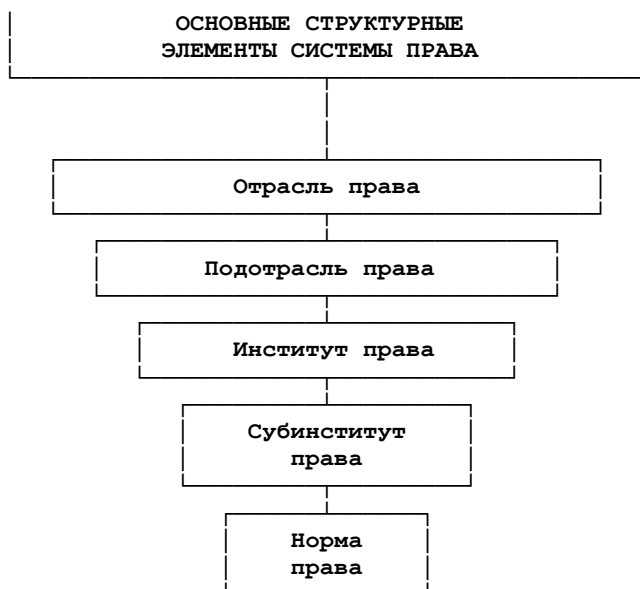 ОСНОВНЫЕ СТРУКТУРНЫЕ
ЭЛЕМЕНТЫ СИСТЕМЫ ПРАВА
Отрасль права
Подотрасль права
Институт права
Субинститут
права
Норма
права